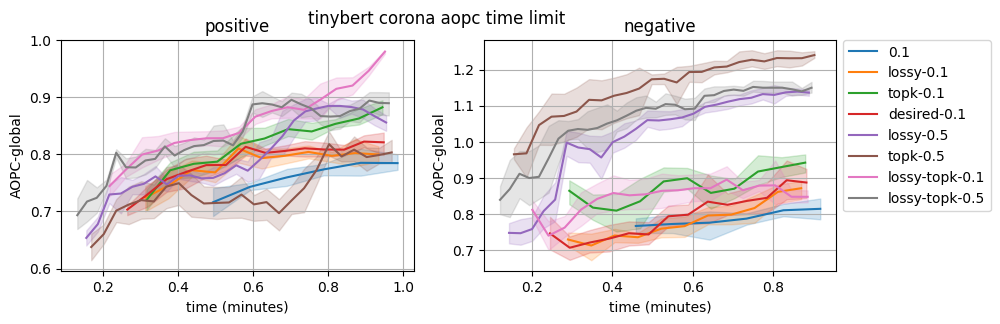 tinybert corona aopc time limit
positive
AOPC-global
1.0
0.9
0.8
0.7
0.6
0.2
0.4
0.6
0.8
1.0
time (minutes)
negative
AOPC-global
1.2
1.1
1.0
0.9
0.8
0.7
0.2
0.4
0.6
0.8
time (minutes)
0.1
lossy-0.1
topk-0.1
desired-0.1
lossy-0.5
topk-0.5
lossy-topk-0.1
lossy-topk-0.5